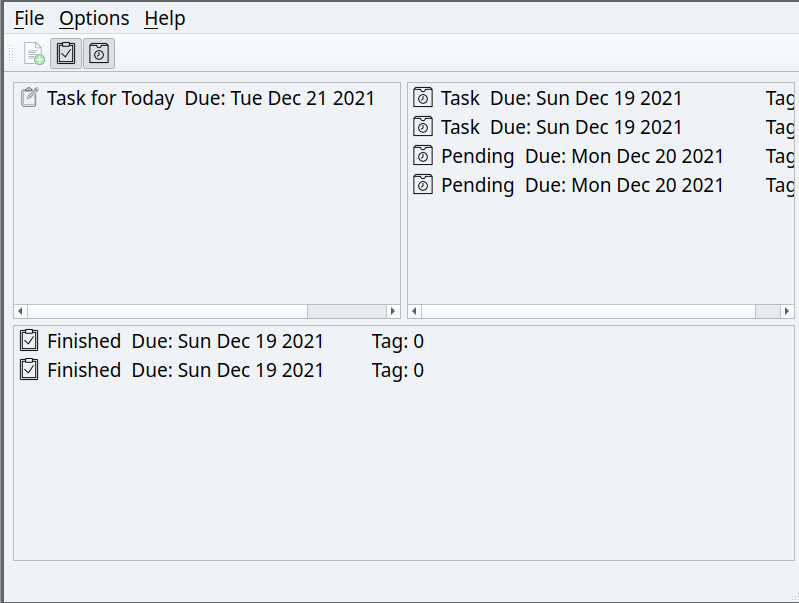 File Options Help
Task for Today Due: Tue Dec 21 2021
Task Due: Sun Dec 19 2021 Tag
Task Due: Sun Dec 19 2021 Tag
Pending Due: Mon Dec 20 2021 Tag
Pending Due: Mon Dec 20 2021 Tag
Finished Due: Sun Dec 19 2021 Tag: 0
Finished Due: Sun Dec 19 2021 Tag: 0